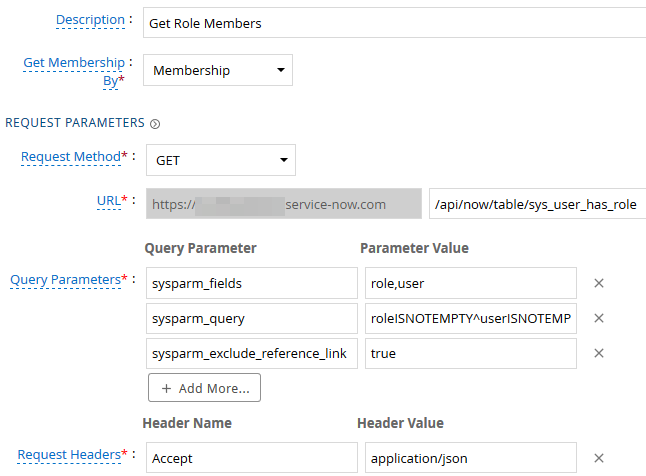 Description : Get Role Members
Get Membership : Membership
By*
REQUEST PARAMETERS
Request Method* : GET
URL* : https:// service-now.com /api/now/table/sys_user_has_role
Query Parameter Parameter Value
Query Parameters* : sysparm_fields role,user
sysparm_query roleISNOTEMPTY^userISNOTEMP
sysparm_exclude_reference_link true
+ Add More...
Header Name Header Value
Request Headers* : Accept application/json